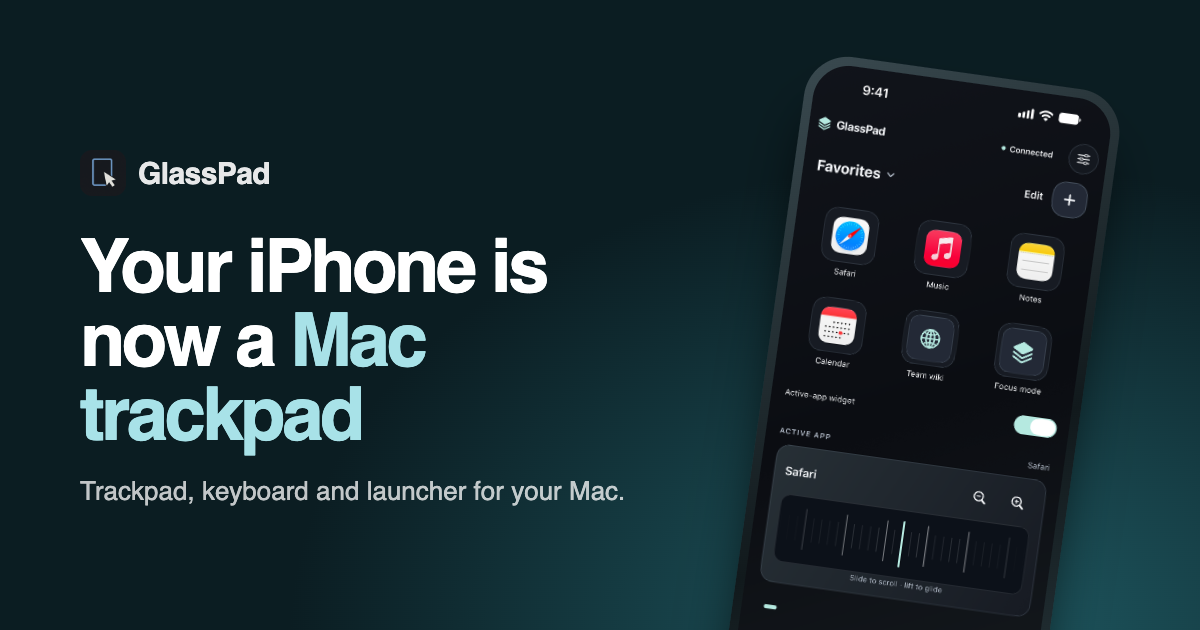 GlassPad
Your iPhone is
now a Mac
trackpad
Trackpad, keyboard and launcher for your Mac.
9:41
GlassPad
Connected
Favorites
Edit
Safari
Music
Notes
Calendar
Team wiki
Focus mode
Active-app widget
ACTIVE APP
Safari
Safari
Slide to scroll · lift to glide